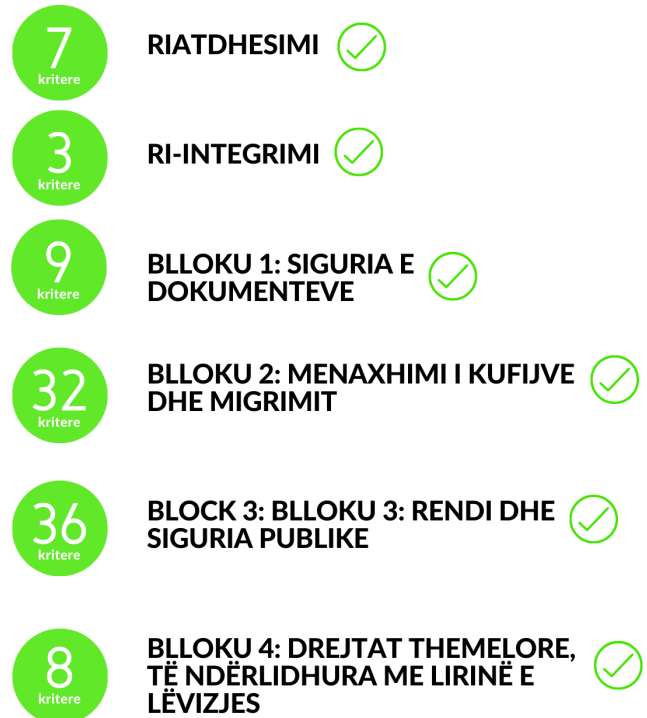 7
kritere
RIATDHESIMI
3
kritere
RI-INTEGRIMI
9
kritere
BLLOKU 1: SIGURIA E
DOKUMENTEVE
32
kritere
BLLOKU 2: MENAXHIMI I KUFIJVE
DHE MIGRIMIT
36
kritere
BLOCK 3: BLLOKU 3: RENDI DHE
SIGURIA PUBLIKE
8
kritere
BLLOKU 4: DREJTAT THEMELORE,
TË NDËRLIDHURA ME LIRINË E
LËVIZJES